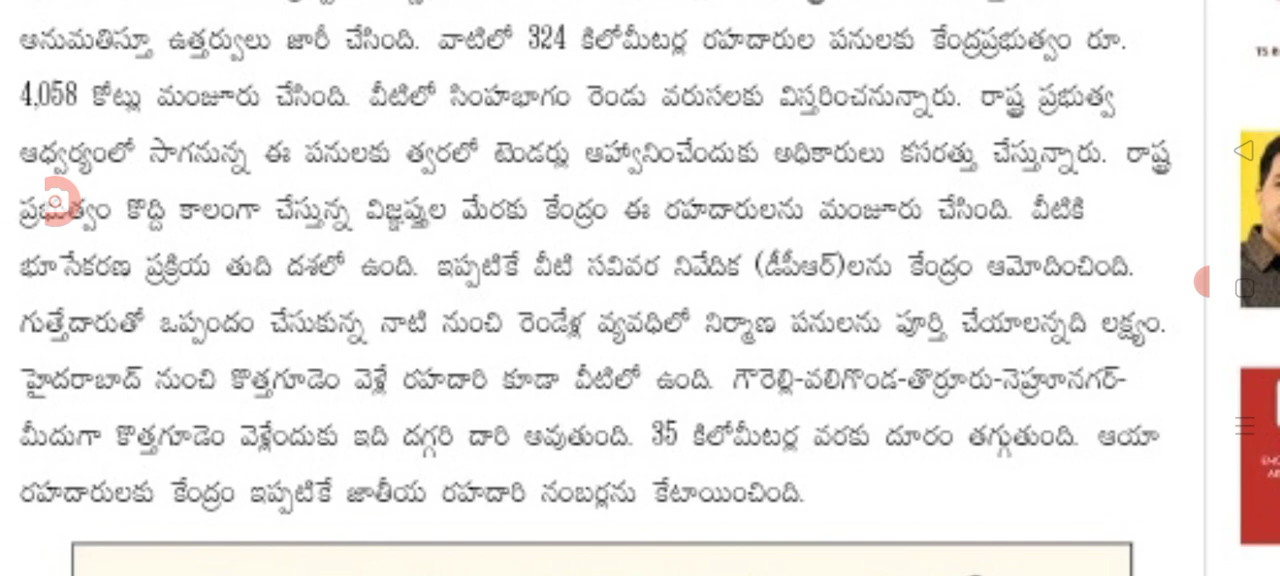 అనుమతిస్తూ ఉత్తర్వులు జారీ చేసింది. వాటిలో 324 కిలోమీటర్ల రహదారుల పనులకు కేంద్రప్రభుత్వం రూ.
4,058 కోట్లు మంజూరు చేసింది. వీటిలో సింహభాగం రెండు వరుసలకు విస్తరించనున్నారు. రాష్ట్ర ప్రభుత్వ
ఆధ్వర్యంలో సాగనున్న ఈ పనులకు త్వరలో టెండర్లు ఆహ్వానించేందుకు అధికారులు కసరత్తు చేస్తున్నారు. రాష్ట్ర
ప్రభుత్వం కొద్ది కాలంగా చేస్తున్న విజ్ఞప్తుల మేరకు కేంద్రం ఈ రహదారులను మంజూరు చేసింది. వీటికి
భూసేకరణ ప్రక్రియ తుది దశలో ఉంది. ఇప్పటికే వీటి సవివర నివేదిక (డీపీఆర్)లను కేంద్రం ఆమోదించింది.
గుత్తేదారుతో ఒప్పందం చేసుకున్న నాటి నుంచి రెండేళ్ల వ్యవధిలో నిర్మాణ పనులను పూర్తి చేయాలన్నది లక్ష్యం.
హైదరాబాద్ నుంచి కొత్తగూడెం వెళ్లే రహదారి కూడా వీటిలో ఉంది. గౌరెల్లి-వలిగొండ-తొర్రూరు-నెహ్రూనగర్-
మీదుగా కొత్తగూడెం వెళ్లేందుకు ఇది దగ్గరి దారి అవుతుంది. 35 కిలోమీటర్ల వరకు దూరం తగ్గుతుంది. ఆయా
రహదారులకు కేంద్రం ఇప్పటికే జాతీయ రహదారి నంబర్లను కేటాయించింది.